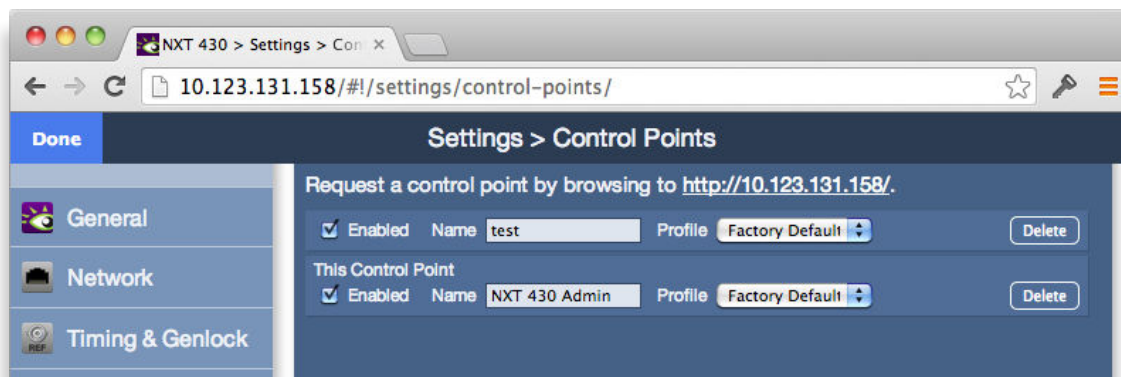 NXT 430 > Settings > Con
10.123.131.158/#!/settings/control-points/
Done
Settings > Control Points
Request a control point by browsing to http://10.123.131.158/.
General
Enabled Name test Profile Factory Default Delete
This Control Point
Network
Enabled Name NXT 430 Admin Profile Factory Default Delete
REF
Timing & Genlock